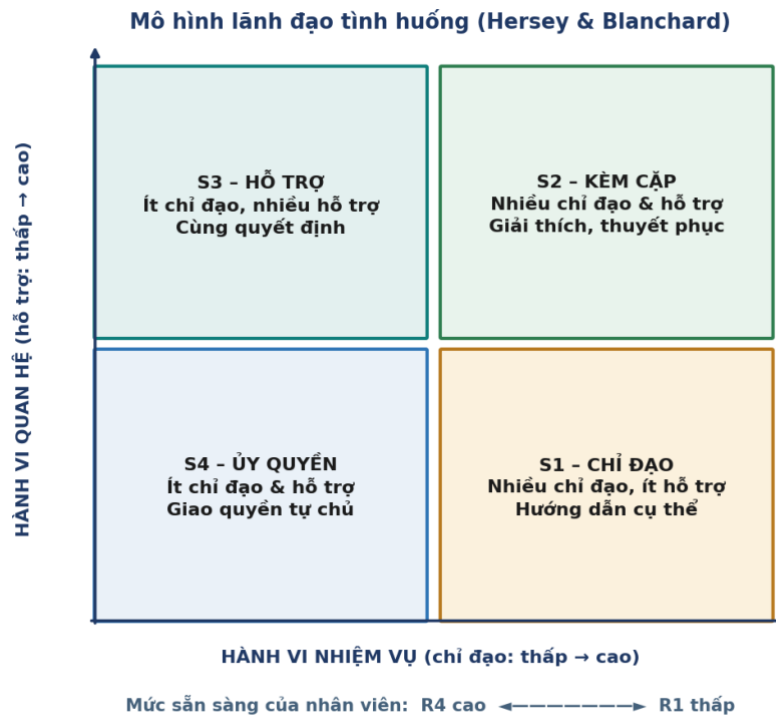 Mô hình lãnh đạo tình huống (Hersey & Blanchard)
HÀNH VI QUAN HỆ (hỗ trợ: thấp → cao)
S3 – HỖ TRỢ
Ít chỉ đạo, nhiều hỗ trợ
Cùng quyết định
S2 – KÈM CẶP
Nhiều chỉ đạo & hỗ trợ
Giải thích, thuyết phục
S4 – ỦY QUYỀN
Ít chỉ đạo & hỗ trợ
Giao quyền tự chủ
S1 – CHỈ ĐẠO
Nhiều chỉ đạo, ít hỗ trợ
Hướng dẫn cụ thể
HÀNH VI NHIỆM VỤ (chỉ đạo: thấp → cao)
Mức sẵn sàng của nhân viên: R4 cao ◄———————► R1 thấp